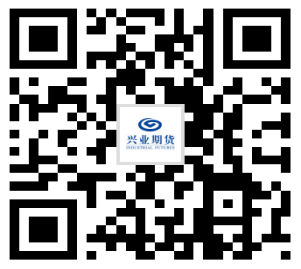 兴业期货
INDUSTRIAL FUTURES